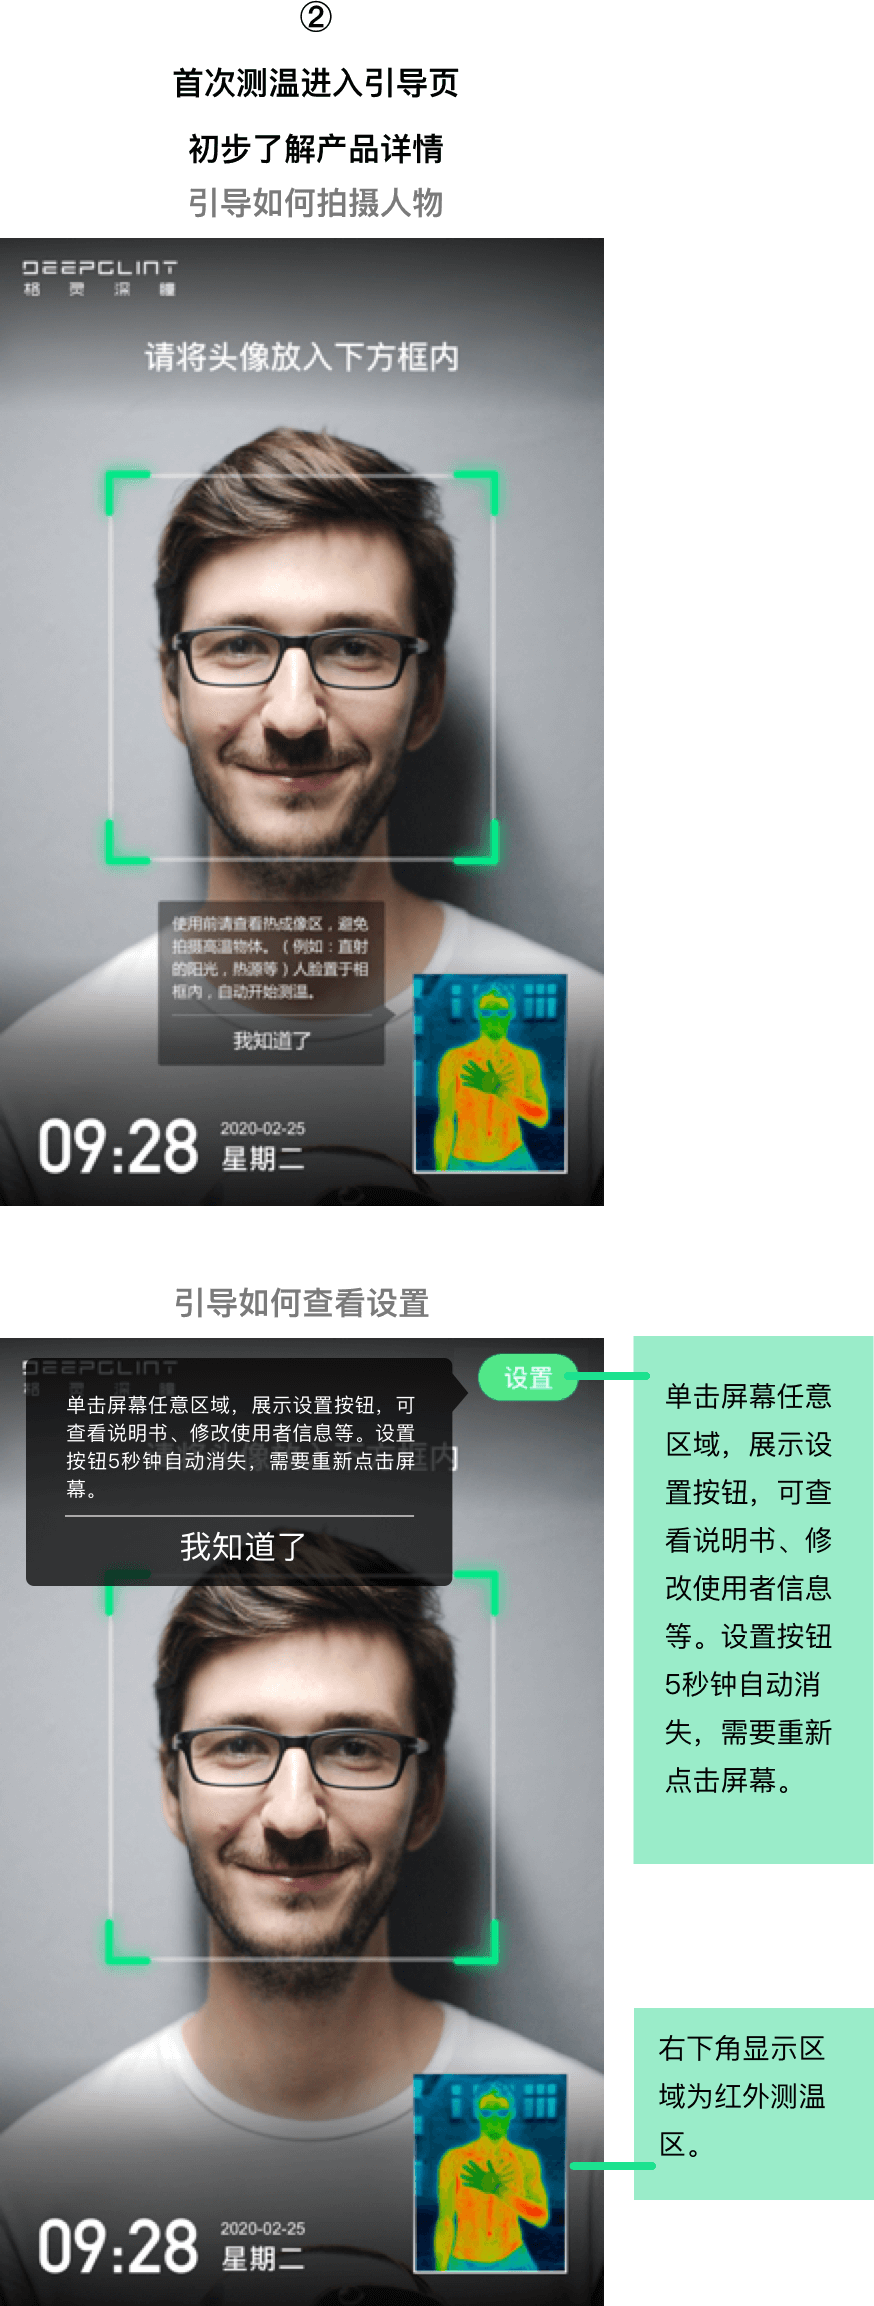 ②
首次测温进入引导页
初步了解产品详情
引导如何拍摄人物
DEEPGLINT
格灵深瞳
请将头像放入下方框内
使用前请查看热成像区，避免
拍摄高温物体。（例如：直射
的阳光，热源等）人脸置于相
框内，自动开始测温。
我知道了
09:28
2020-02-25
星期二
引导如何查看设置
DEEPGLINT
格灵深瞳
设置
请将头像放入下方框内
单击屏幕任意区域，展示设置按钮，可
查看说明书、修改使用者信息等。设置
按钮5秒钟自动消失，需要重新点击屏
幕。
我知道了
单击屏幕任意
区域，展示设
置按钮，可查
看说明书、修
改使用者信息
等。设置按钮
5秒钟自动消
失，需要重新
点击屏幕。
右下角显示区
域为红外测温
区。
09:28
2020-02-25
星期二